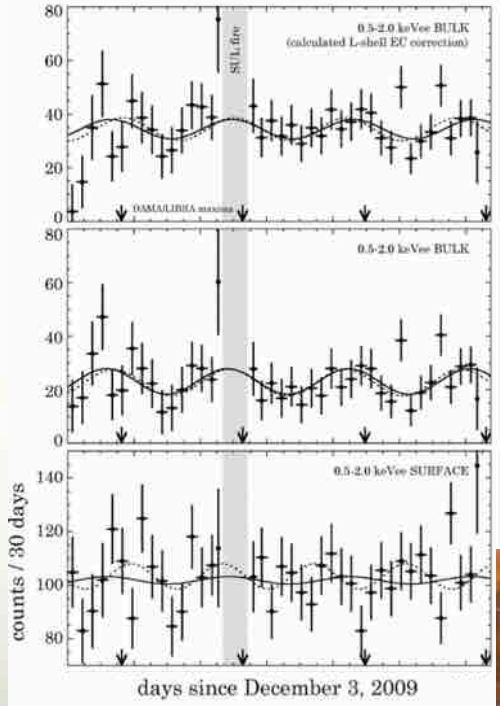 80
0.5-2.0 keVee BULK
(calculated L-shell EC correction)
SUL fire
60
40
20
DAMA/LIBRA maxima
0
80
0.5-2.0 keVee BULK
60
40
20
0
0.5-2.0 keVee SURFACE
140
120
100
80
counts / 30 days
days since December 3, 2009